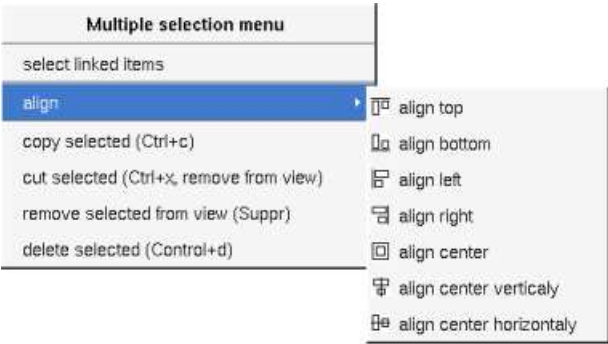 Multiple selection menu
select linked items
align
copy selected (Ctrl+c)
cut selected (Ctrl+x, remove from view)
remove selected from view (Suppr)
delete selected (Control+d)
align top
align bottom
align left
align right
align center
align center verticaly
align center horizontaly